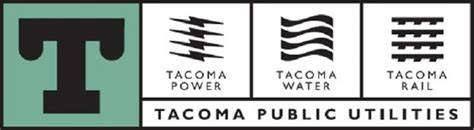 T
TACOMA
POWER
TACOMA
WATER
TACOMA
RAIL
TACOMA PUBLIC UTILITIES